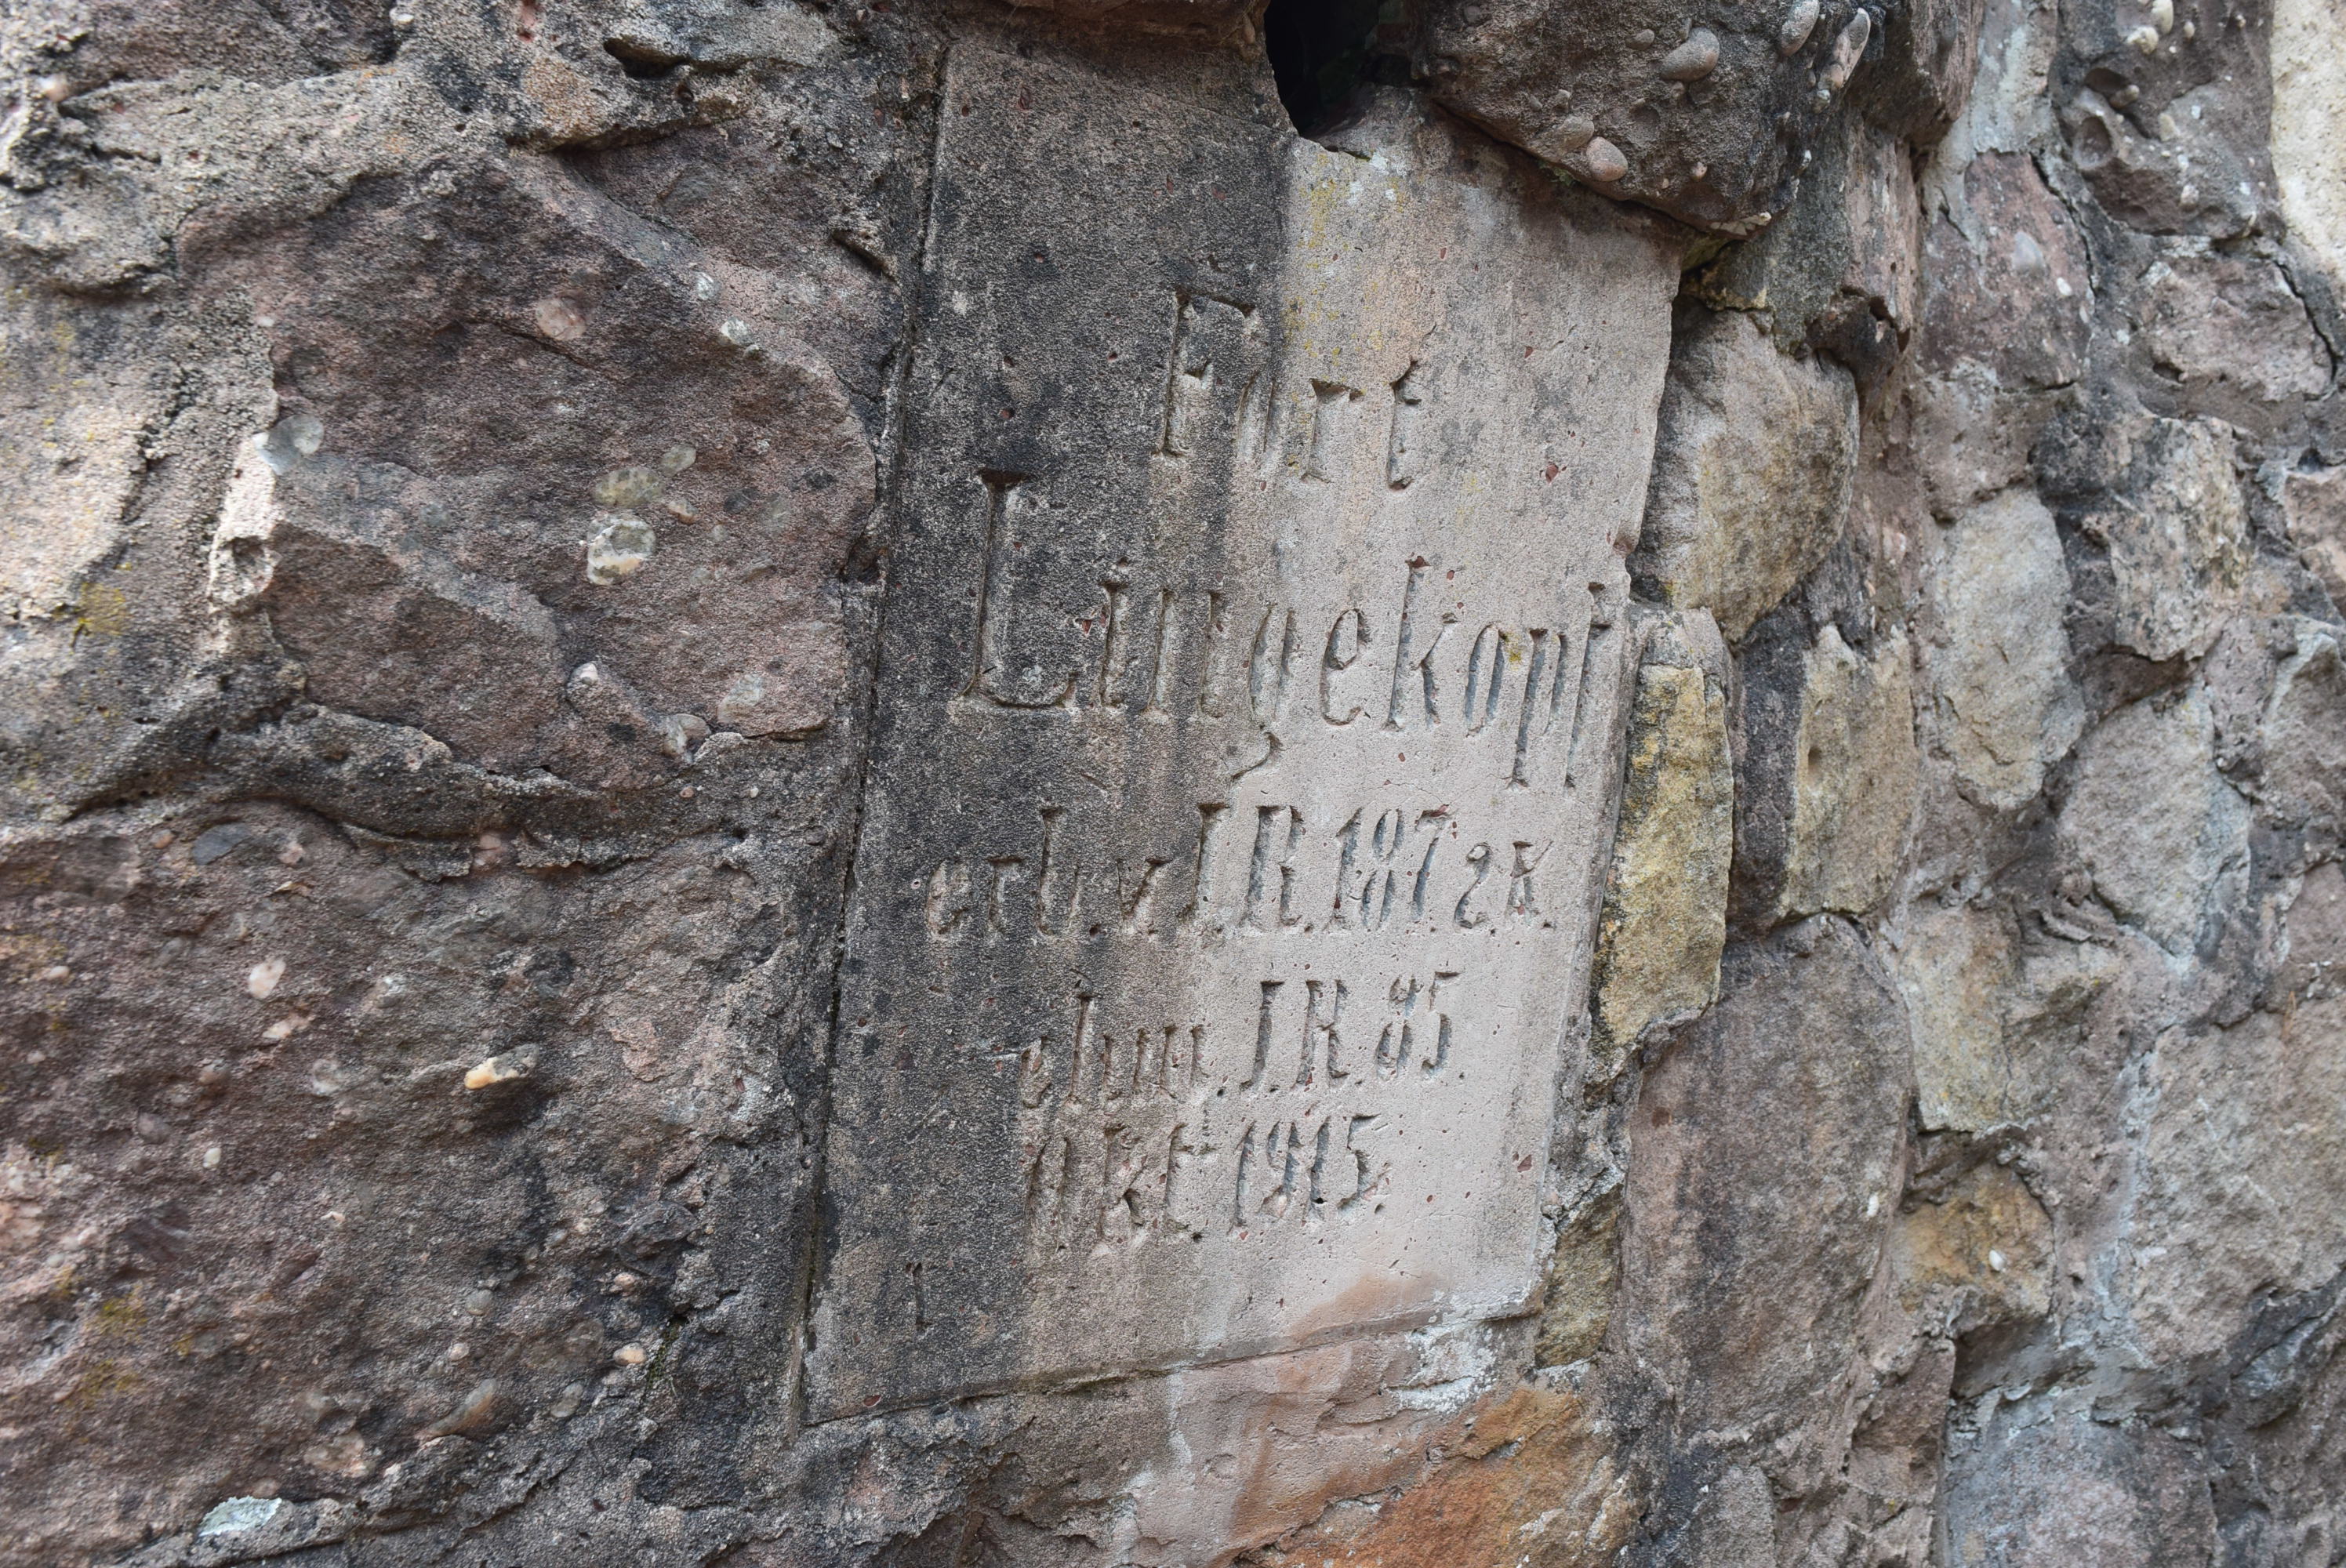 Fort
Lingekopf
erb. v. J.R. 187. 2.K.
J.R. 85.
Okt 1915.